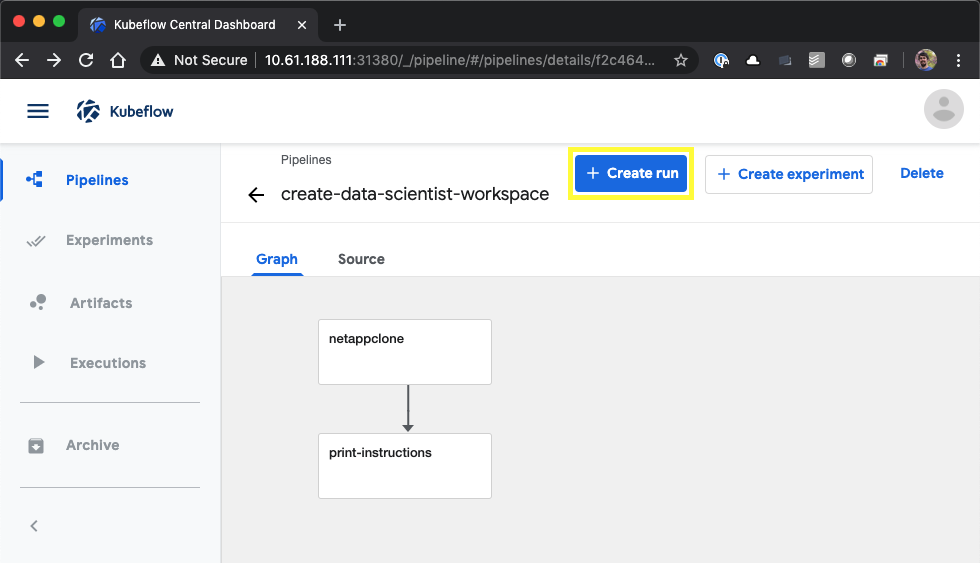 Kubeflow Central Dashboard
Not Secure
10.61.188.111:31380/_/pipeline/#/pipelines/details/f2c464...
Kubeflow
Pipelines
Experiments
Artifacts
Executions
Archive
Pipelines
create-data-scientist-workspace
+ Create run
+ Create experiment
Delete
Graph
Source
netappclone
print-instructions